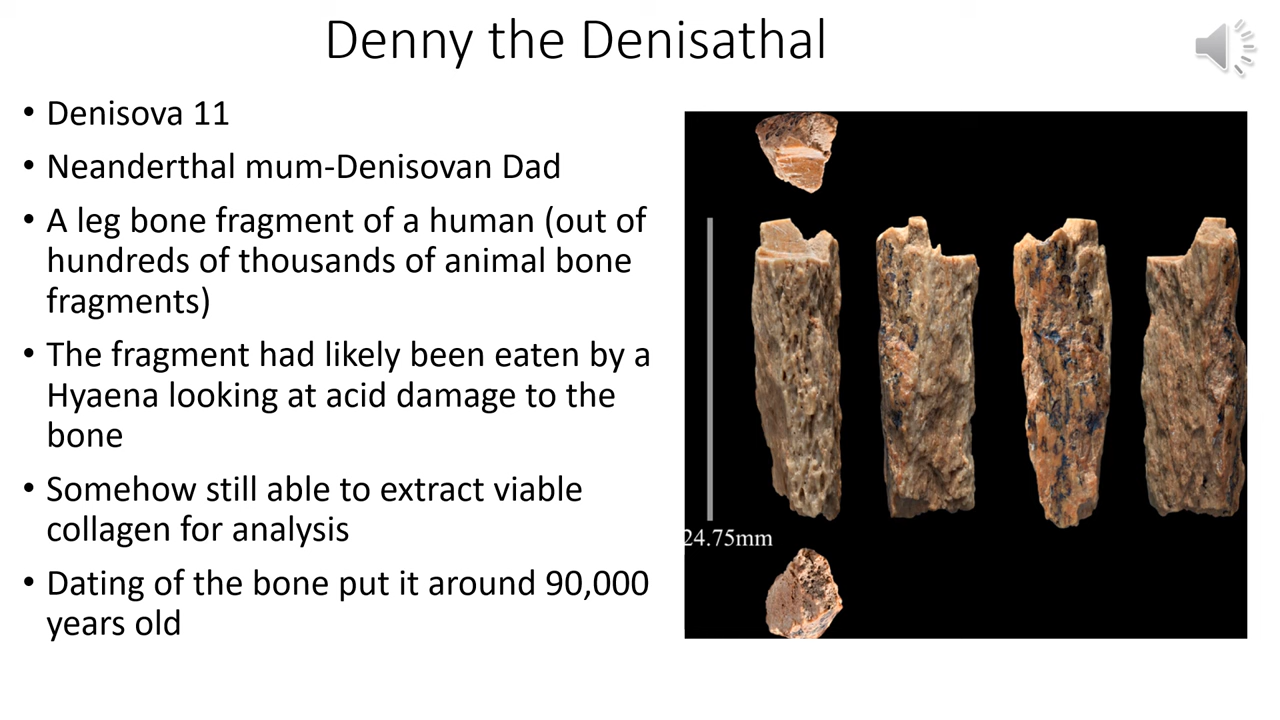 Denny the Denisathal
• Denisova 11
• Neanderthal mum-Denisovan Dad
• A leg bone fragment of a human (out of
hundreds of thousands of animal bone
fragments)
• The fragment had likely been eaten by a
Hyaena looking at acid damage to the
bone
• Somehow still able to extract viable
collagen for analysis
• Dating of the bone put it around 90,000
years old
24.75mm